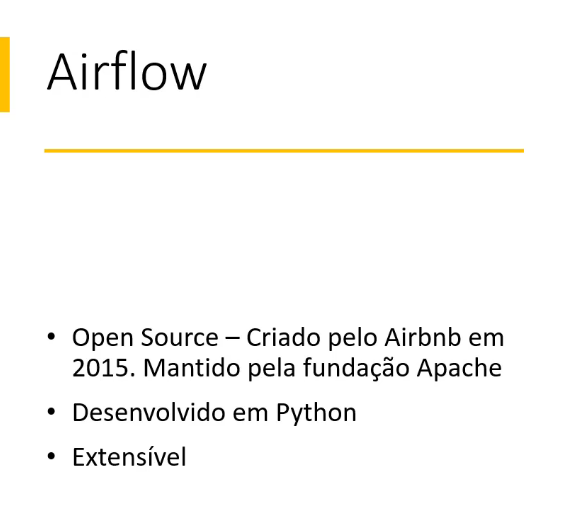 Airflow
• Open Source – Criado pelo Airbnb em
2015. Mantido pela fundação Apache
• Desenvolvido em Python
• Extensível